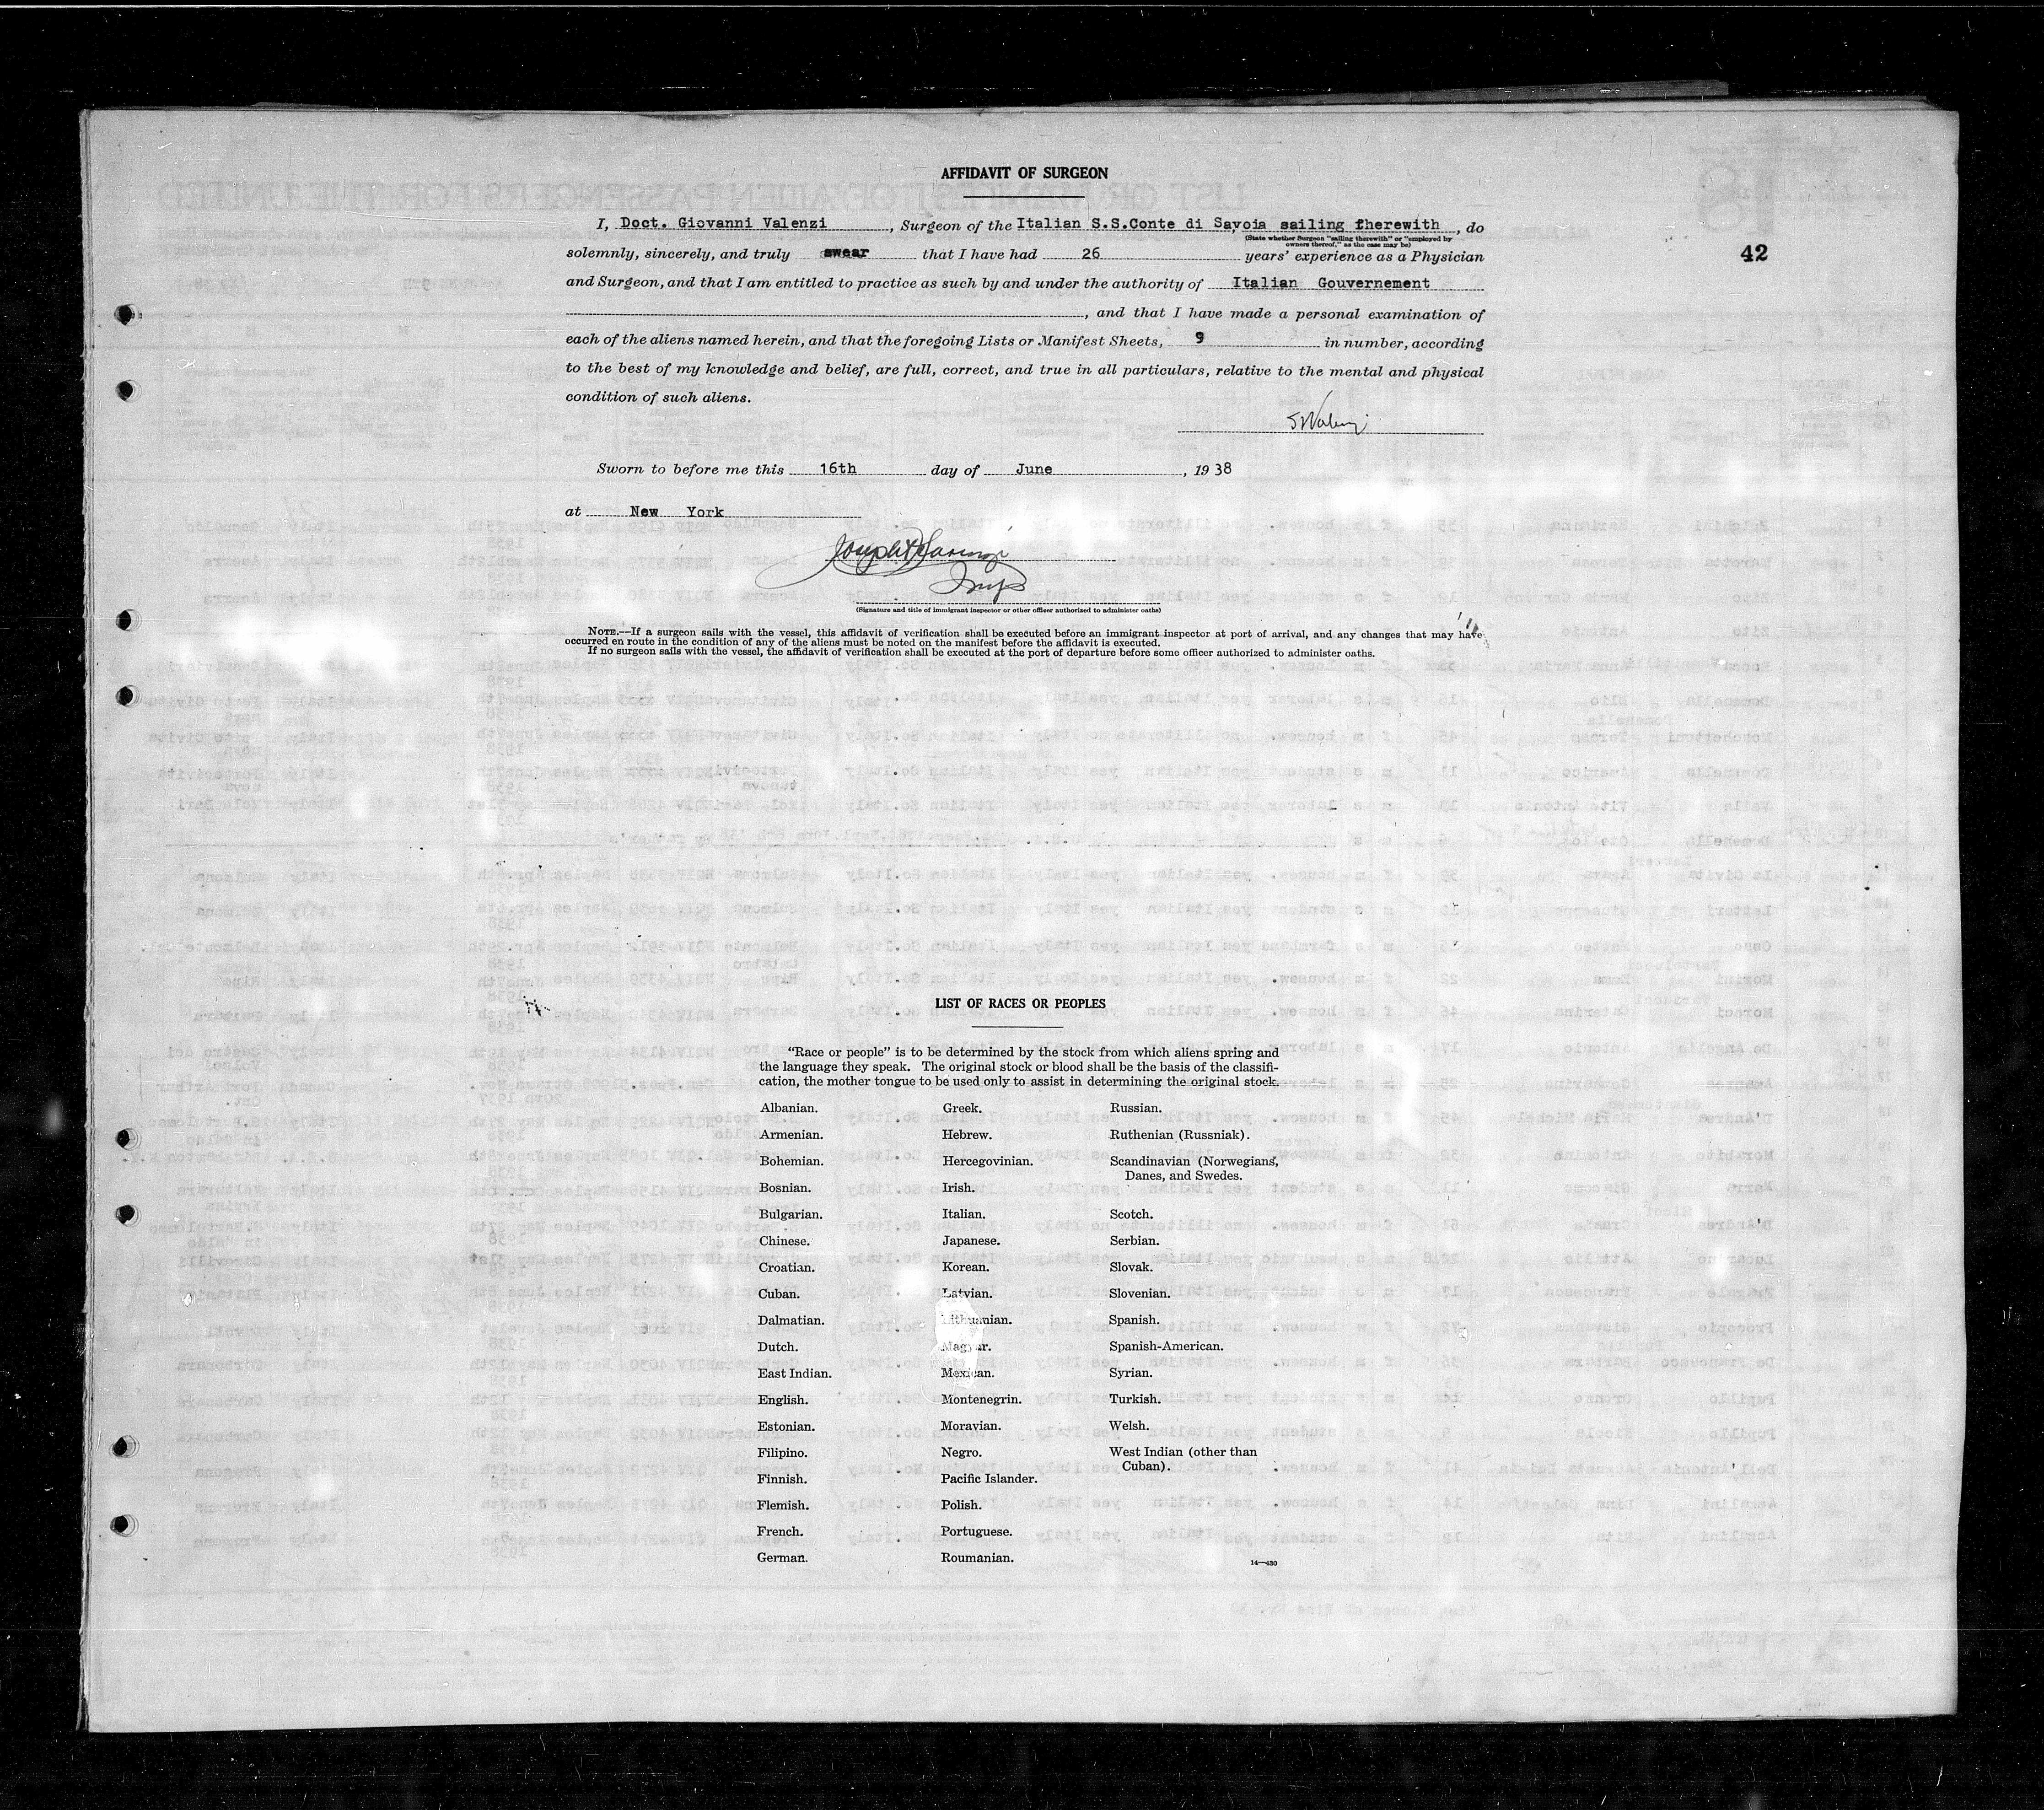 AFFIDAVIT OF SURGEON
I, Doct. Giovanni Valenzi, Surgeon of the Italian S.S.Conte di Savoia, sailing therewith, do
(State whether Surgeon "sailing therewith" or "employed by
owners thereof," as the case may be)
42
solemnly, sincerely, and truly swear that I have had 26 years' experience as a Physician
and Surgeon, and that I am entitled to practice as such by and under the authority of Italian Gouvernement
, and that I have made a personal examination of
each of the aliens named herein, and that the foregoing Lists or Manifest Sheets, 9 in number, according
to the best of my knowledge and belief, are full, correct, and true in all particulars, relative to the mental and physical
condition of such aliens.
Sworn to before me this 16th day of June, 1938
at New York
Insp
(Signature and title of immigrant inspector or other officer authorized to administer oaths)
NOTE.—If a surgeon sails with the vessel, this affidavit of verification shall be executed before an immigrant inspector at port of arrival, and any changes that may have
occurred en route in the condition of any of the aliens must be noted on the manifest before the affidavit is executed.
If no surgeon sails with the vessel, the affidavit of verification shall be executed at the port of departure before some officer authorized to administer oaths.
LIST OF RACES OR PEOPLES
"Race or people" is to be determined by the stock from which aliens spring and
the language they speak. The original stock or blood shall be the basis of the classifi-
cation, the mother tongue to be used only to assist in determining the original stock.
Albanian.
Armenian.
Bohemian.
Bosnian.
Bulgarian.
Chinese.
Croatian.
Cuban.
Dalmatian.
Dutch.
East Indian.
English.
Estonian.
Filipino.
Finnish.
Flemish.
French.
German.
Greek.
Hebrew.
Hercegovinian.
Irish.
Italian.
Japanese.
Korean.
Latvian.
Lithuanian.
Magyar.
Mexican.
Montenegrin.
Moravian.
Negro.
Pacific Islander.
Polish.
Portuguese.
Roumanian.
Russian.
Ruthenian (Russniak).
Scandinavian (Norwegians,
Danes, and Swedes.
Scotch.
Serbian.
Slovak.
Slovenian.
Spanish.
Spanish-American.
Syrian.
Turkish.
Welsh.
West Indian (other than
Cuban).
14—430